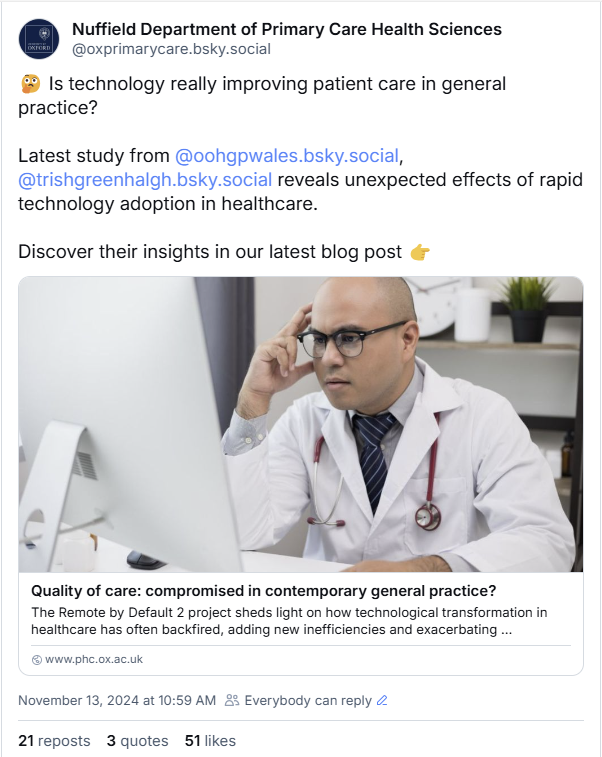 Nuffield Department of Primary Care Health Sciences
@oxprimarycare.bsky.social
🤔 Is technology really improving patient care in general
practice?
Latest study from @oohgpwales.bsky.social,
@trishgreenhalgh.bsky.social reveals unexpected effects of rapid
technology adoption in healthcare.
Discover their insights in our latest blog post 👉
Quality of care: compromised in contemporary general practice?
The Remote by Default 2 project sheds light on how technological transformation in
healthcare has often backfired, adding new inefficiencies and exacerbating ...
www.phc.ox.ac.uk
November 13, 2024 at 10:59 AM Everybody can reply
21 reposts 3 quotes 51 likes